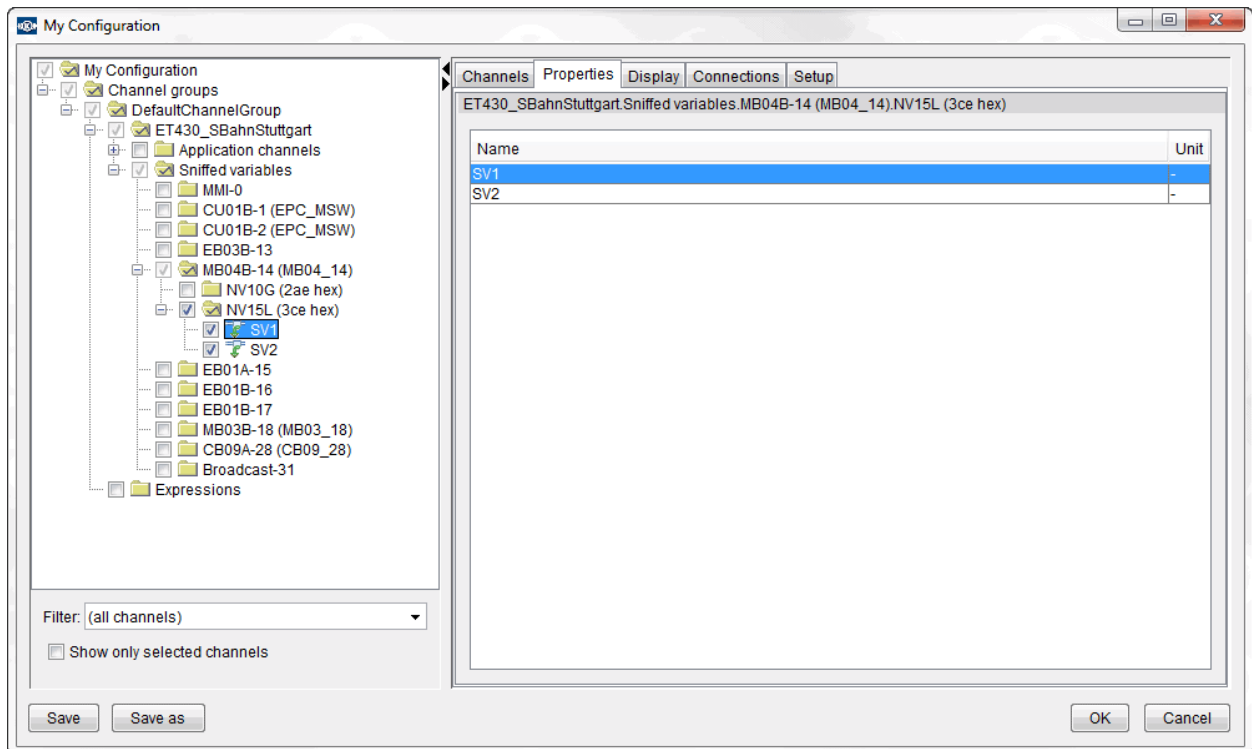 My Configuration
My Configuration
Channel groups
DefaultChannelGroup
ET430_SBahnStuttgart
Application channels
Sniffed variables
MMI-0
CU01B-1 (EPC_MSW)
CU01B-2 (EPC_MSW)
EB03B-13
MB04B-14 (MB04_14)
NV10G (2ae hex)
NV15L (3ce hex)
SV1
SV2
EB01A-15
EB01B-16
EB01B-17
MB03B-18 (MB03_18)
CB09A-28 (CB09_28)
Broadcast-31
Expressions
Filter: (all channels)
Show only selected channels
Channels Properties Display Connections Setup
ET430_SBahnStuttgart.Sniffed variables.MB04B-14 (MB04_14).NV15L (3ce hex)
Name Unit
SV1 -
SV2 -
Save Save as OK Cancel